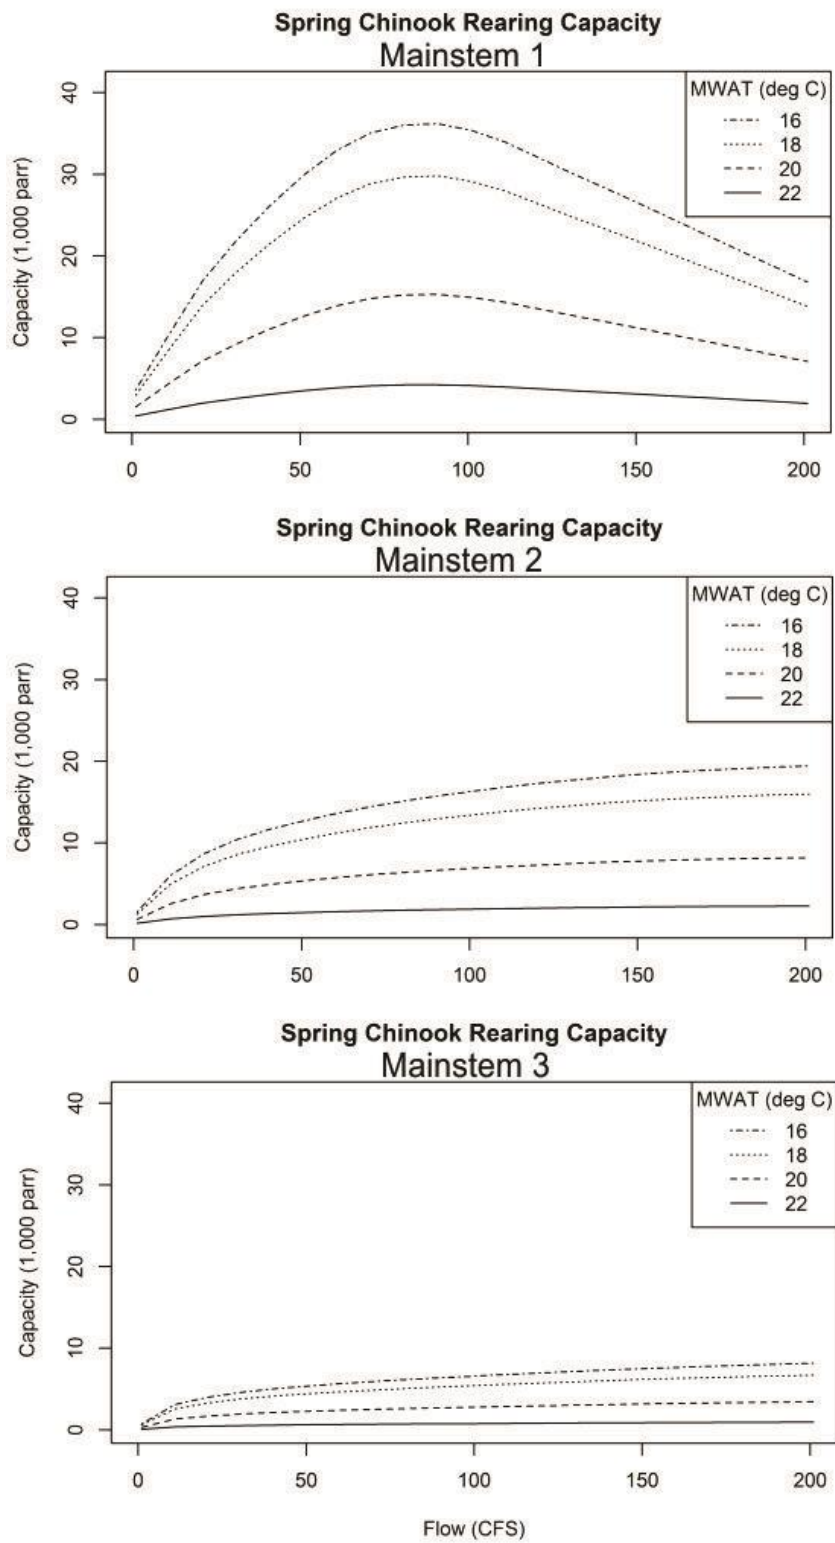 Spring Chinook Rearing Capacity
Mainstem 1
Capacity (1,000 parr)
40
30
20
10
0
MWAT (deg C)
16
18
20
22
0 50 100 150 200
Spring Chinook Rearing Capacity
Mainstem 2
Capacity (1,000 parr)
40
30
20
10
0
MWAT (deg C)
16
18
20
22
0 50 100 150 200
Spring Chinook Rearing Capacity
Mainstem 3
Capacity (1,000 parr)
40
30
20
10
0
MWAT (deg C)
16
18
20
22
0 50 100 150 200
Flow (CFS)